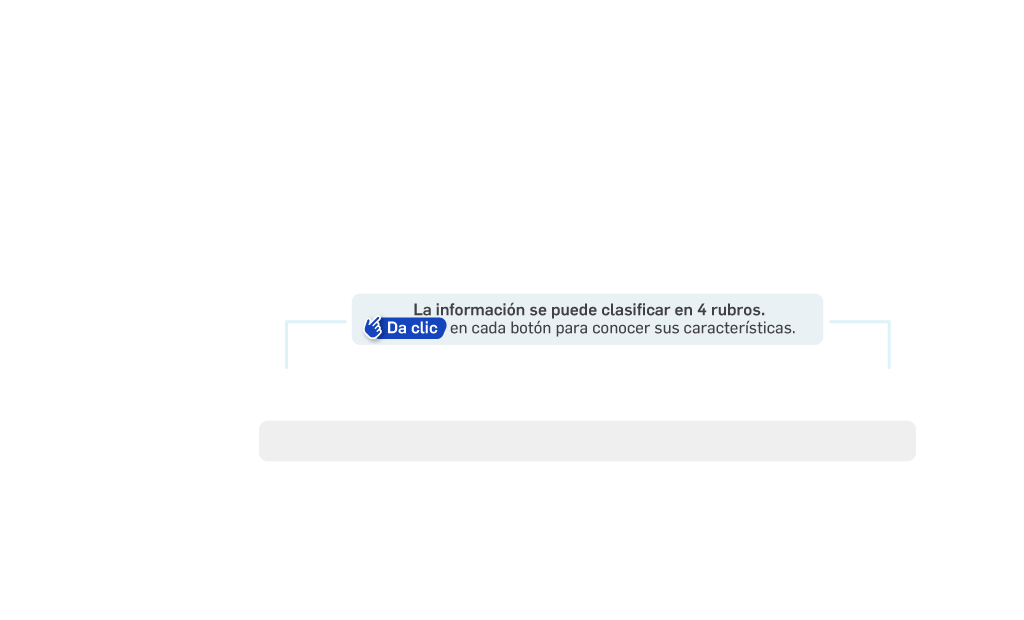 La información se puede clasificar en 4 rubros.
Da clic en cada botón para conocer sus características.